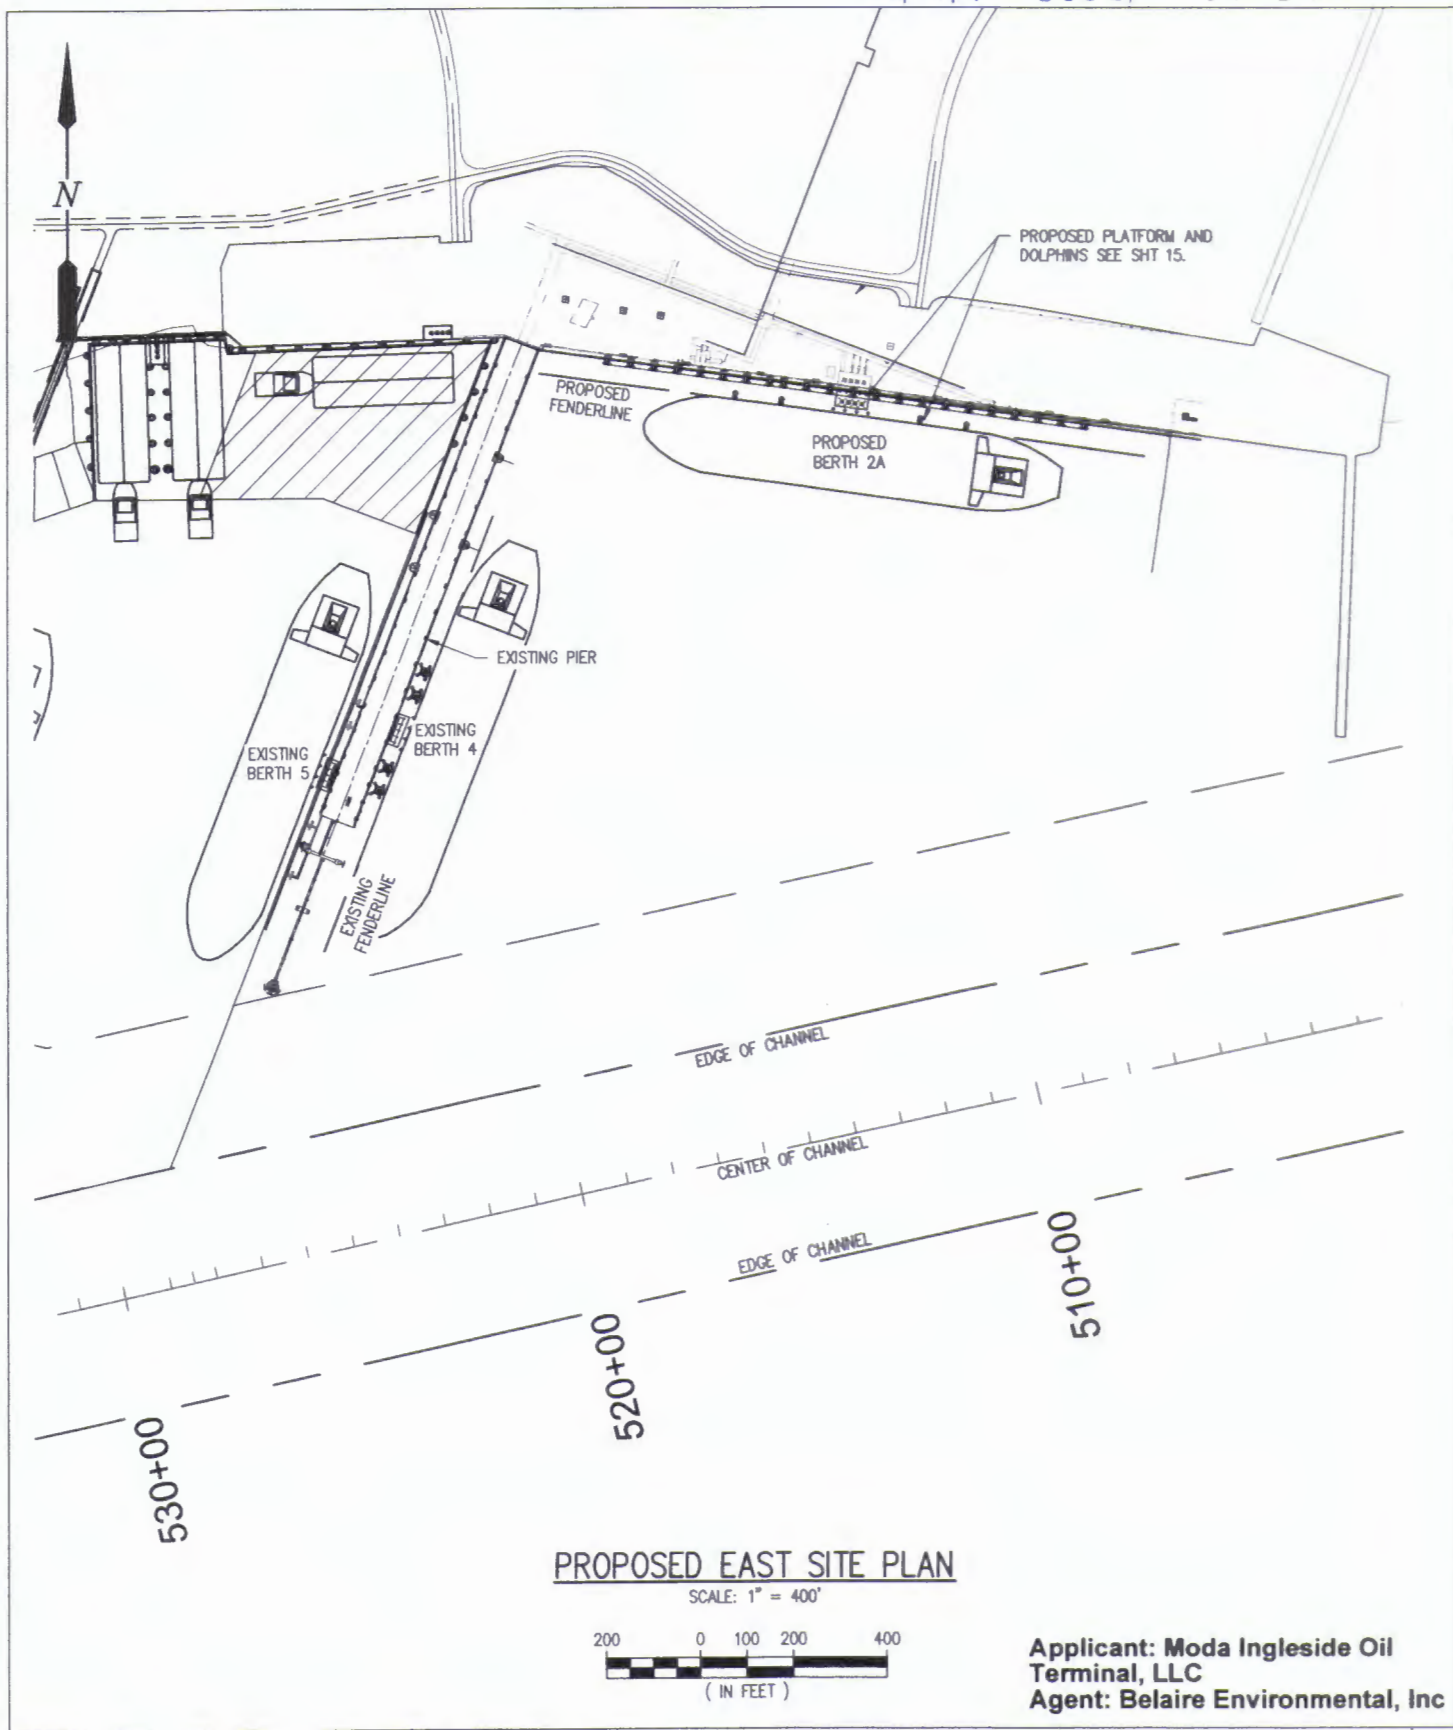 N
PROPOSED PLATFORM AND
DOLPHINS SEE SHT 15.
PROPOSED
FENDERLINE
PROPOSED
BERTH 2A
EXISTING PIER
EXISTING
BERTH 4
EXISTING
BERTH 5
EXISTING
FENDERLINE
EDGE OF CHANNEL
CENTER OF CHANNEL
EDGE OF CHANNEL
510+00
520+00
530+00
PROPOSED EAST SITE PLAN
SCALE: 1" = 400'
200 0 100 200 400
( IN FEET )
Applicant: Moda Ingleside Oil
Terminal, LLC
Agent: Belaire Environmental, Inc